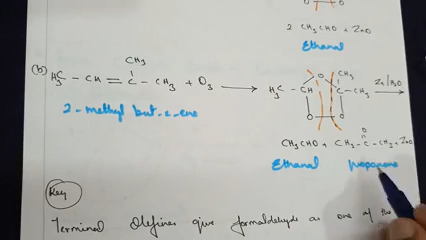 O — O
2 CH₃CHO + ZnO
Ethanal
(b) H₃C – CH = C – CH₃ + O₃ ⟶ H₃C – CH O C – CH₃ Zn/H₂O ⟶
CH₃ CH₃
O — O
2-methyl but-2-ene
O
CH₃CHO + CH₃ – C – CH₃ + ZnO
Ethanal propanone
Key
Terminal Olefines give formaldehyde as one of the